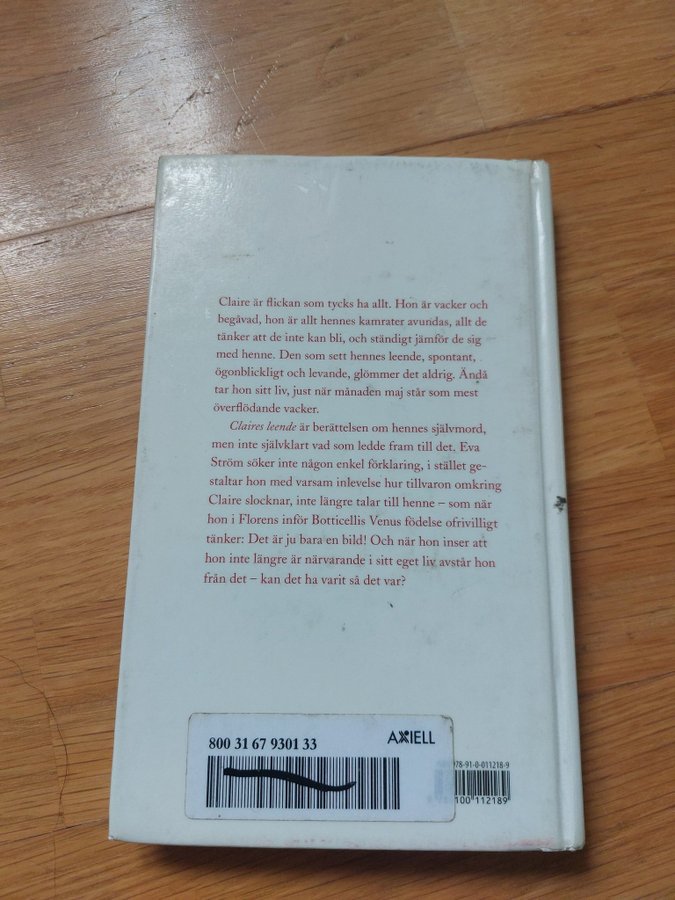 Claire är flickan som tycks ha allt. Hon är vacker och
begåvad, hon är allt hennes kamrater avundas, allt de
tänker att de inte kan bli, och ständigt jämför de sig
med henne. Den som sett hennes leende, spontant,
ögonblickligt och levande, glömmer det aldrig. Ändå
tar hon sitt liv, just när månaden maj står som mest
överflödande vacker.
Claires leende är berättelsen om hennes självmord,
men inte självklart vad som ledde fram till det. Eva
Ström söker inte någon enkel förklaring, i stället ge-
staltar hon med varsam inlevelse hur tillvaron omkring
Claire slocknar, inte längre talar till henne – som när
hon i Florens inför Botticellis Venus födelse ofrivilligt
tänker: Det är ju bara en bild! Och när hon inser att
hon inte längre är närvarande i sitt eget liv avstår hon
från det – kan det ha varit så det var?
800 31 67 9301 33
AXIELL
978-91-0-011218-9
100 112189